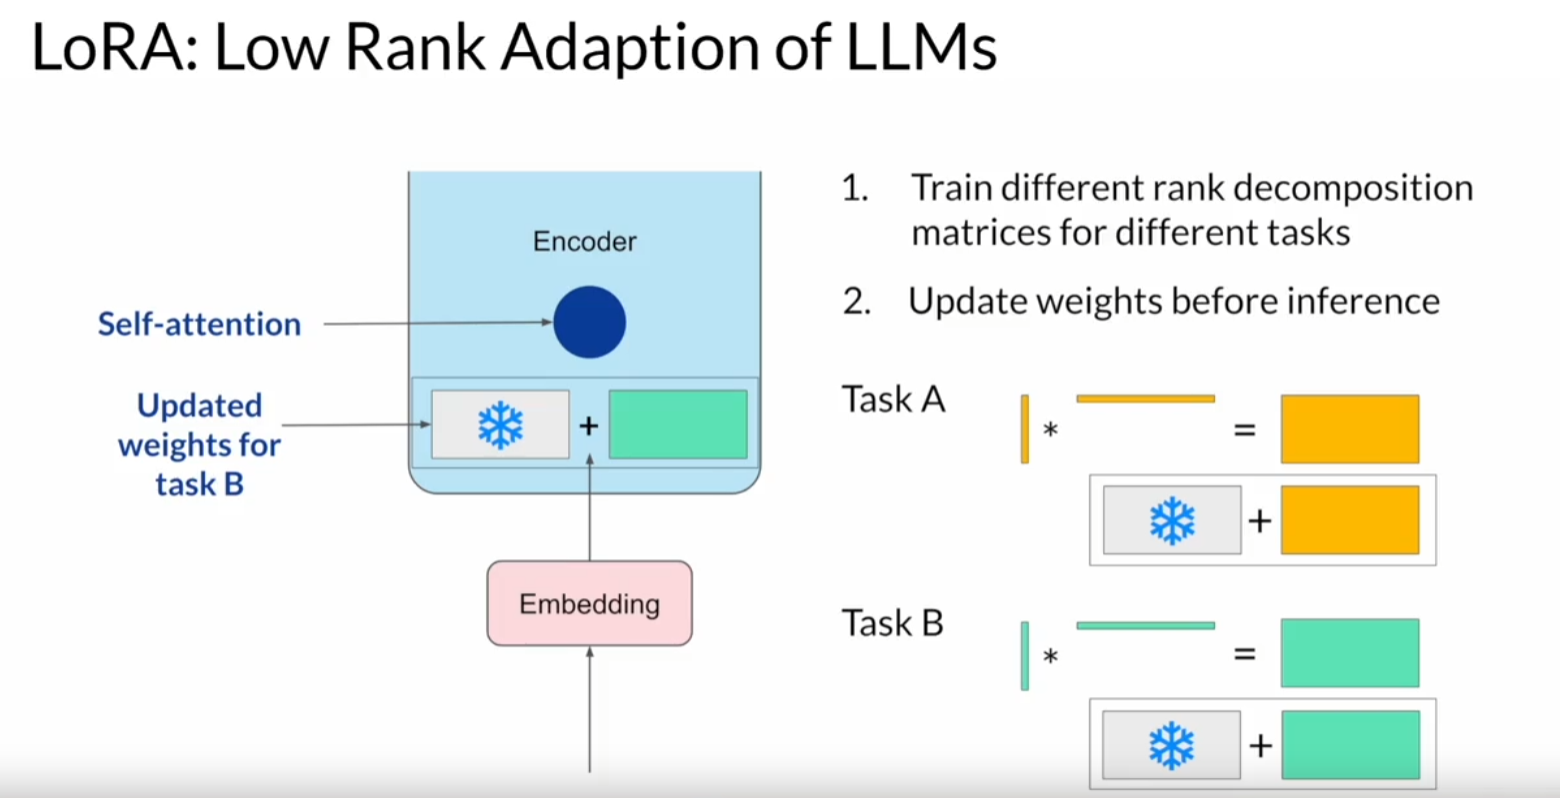 LoRA: Low Rank Adaption of LLMs
Encoder
Self-attention
Updated
weights for
task B
+
Embedding
1. Train different rank decomposition
matrices for different tasks
2. Update weights before inference
Task A
* =
+
Task B
* =
+